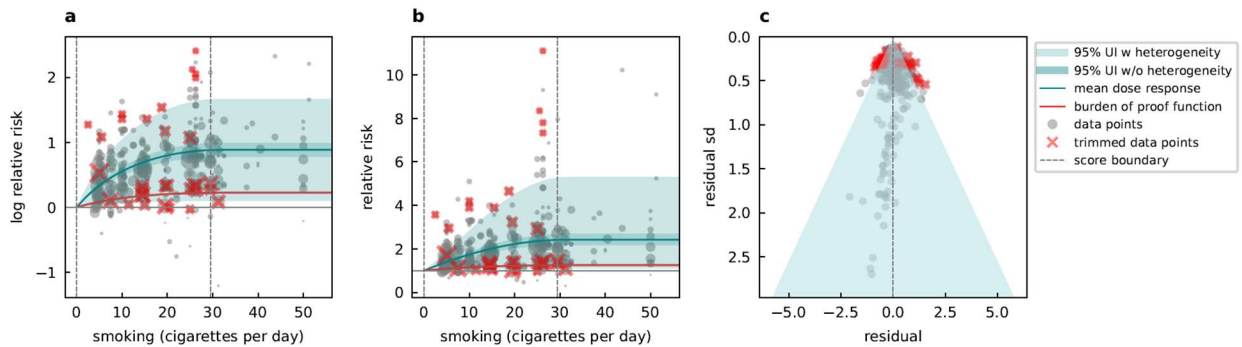 a
2
1
0
−1
log relative risk
0 10 20 30 40 50
smoking (cigarettes per day)
b
10
8
6
4
2
0
relative risk
0 10 20 30 40 50
smoking (cigarettes per day)
c
0.0
0.5
1.0
1.5
2.0
2.5
residual sd
−5.0 −2.5 0.0 2.5 5.0
residual
95% UI w heterogeneity
95% UI w/o heterogeneity
mean dose response
burden of proof function
data points
trimmed data points
score boundary